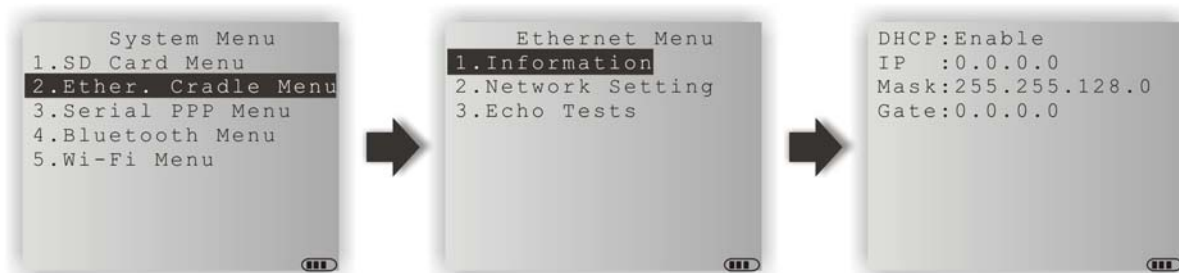 System Menu
1.SD Card Menu
2.Ether. Cradle Menu
3.Serial PPP Menu
4.Bluetooth Menu
5.Wi-Fi Menu
Ethernet Menu
1.Information
2.Network Setting
3.Echo Tests
DHCP:Enable
IP  :0.0.0.0
Mask:255.255.128.0
Gate:0.0.0.0